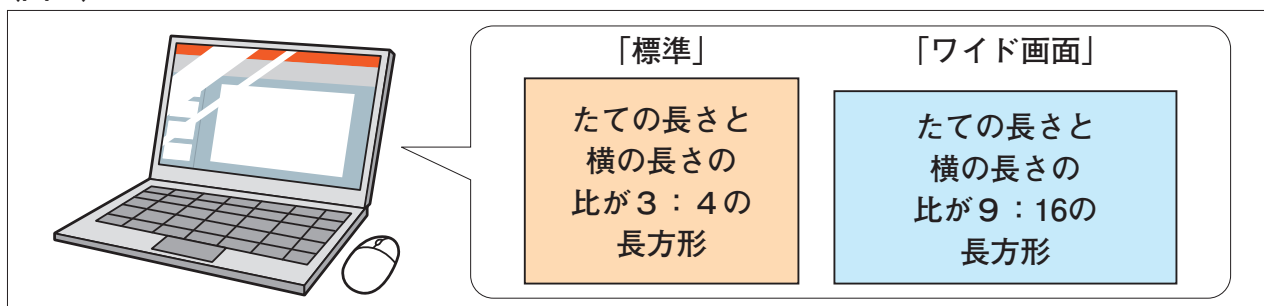 「標準」
たての長さと
横の長さの
比が3：4の
長方形
「ワイド画面」
たての長さと
横の長さの
比が9：16の
長方形